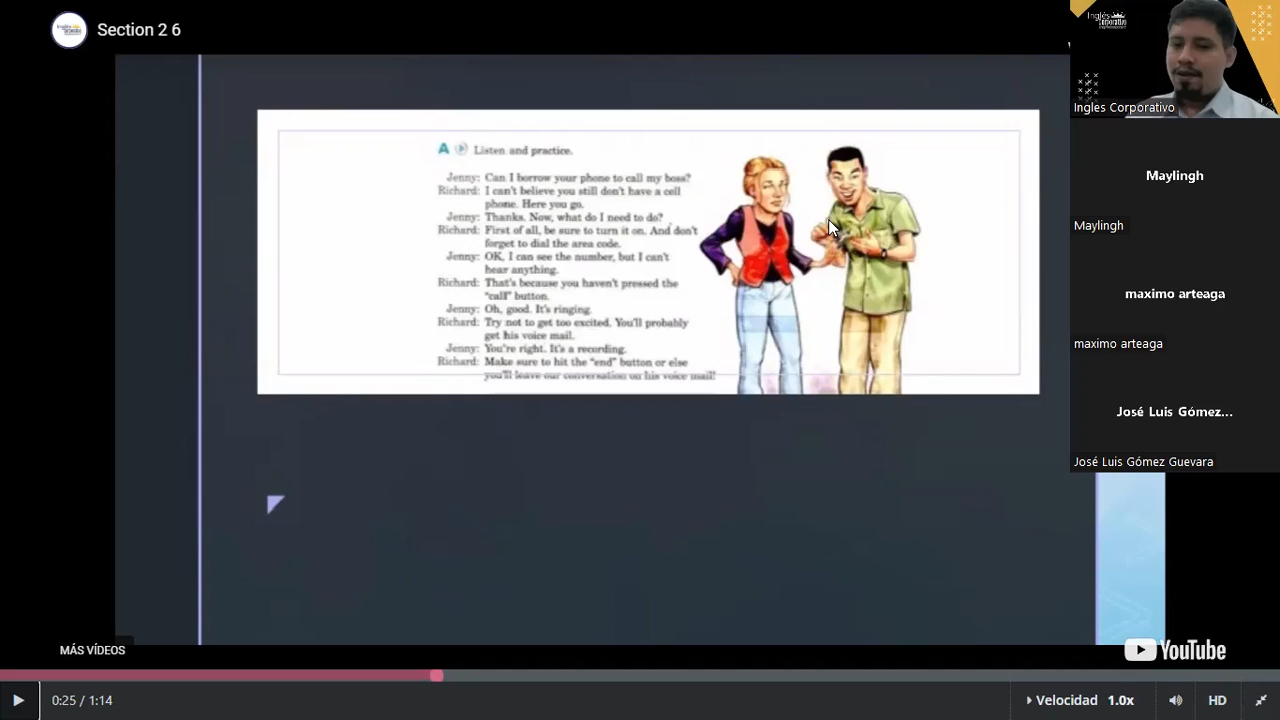 Section 2 6
Inglés
Corporativo
Ingles Corporativo
A Listen and practice.
Jenny: Can I borrow your phone to call my boss?
Richard: I can't believe you still don't have a cell
phone. Here you go.
Jenny: Thanks. Now, what do I need to do?
Richard: First of all, be sure to turn it on. And don't
forget to dial the area code.
Jenny: OK, I can see the number, but I can't
hear anything.
Richard: That's because you haven't pressed the
"call" button.
Jenny: Oh, good. It's ringing.
Richard: Try not to get too excited. You'll probably
get his voice mail.
Jenny: You're right. It's a recording.
Richard: Make sure to hit the "end" button or else
you'll leave our conversation on his voice mail!
Maylingh
Maylingh
maximo arteaga
maximo arteaga
José Luis Gómez...
José Luis Gómez Guevara
MÁS VÍDEOS
YouTube
0:25 / 1:14
Velocidad 1.0x
HD